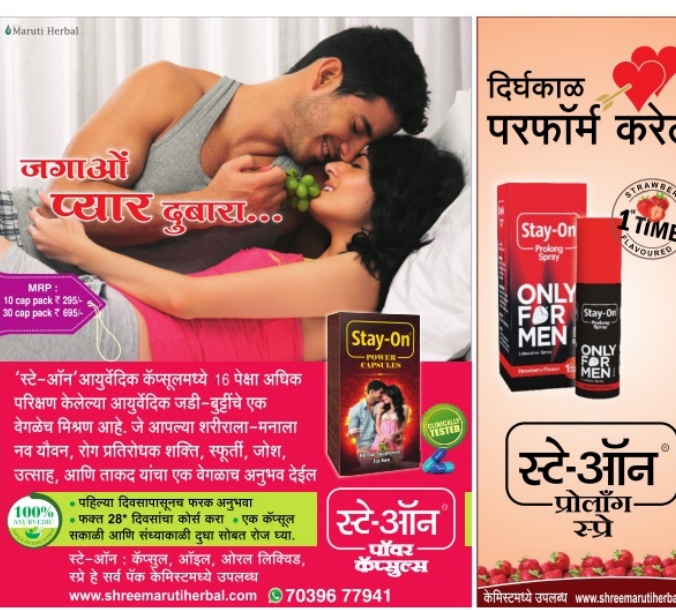 Maruti Herbal
जगाओं
प्यार दुबारा...
MRP :
10 cap pack ₹ 295/-
30 cap pack ₹ 695/-
Stay-On
POWER
CAPSULES
CLINICALLY
TESTED
'स्टे-ऑन' आयुर्वेदिक कॅप्सूलमध्ये 16 पेक्षा अधिक
परिक्षण केलेल्या आयुर्वेदिक जडी-बुट्टींचे एक
वेगळेच मिश्रण आहे. जे आपल्या शरीराला-मनाला
नव यौवन, रोग प्रतिरोधक शक्ति, स्फूर्ती, जोश,
उत्साह, आणि ताकद यांचा एक वेगळाच अनुभव देईल
100%
AYURVEDIC
• पहिल्या दिवसापासूनच फरक अनुभवा
• फक्त 28* दिवसांचा कोर्स करा • एक कॅप्सूल
सकाळी आणि संध्याकाळी दुधा सोबत रोज घ्या.
स्टे-ऑन®
पॉवर
कॅप्सुल्स
स्टे-ऑन : कॅप्सुल, ऑइल, ओरल लिक्विड,
स्प्रे हे सर्व पॅक केमिस्टमध्ये उपलब्ध
www.shreemarutiherbal.com 70396 77941
दिर्घकाळ
परफॉर्म करेल
STRAWBER
1st TIME
FLAVOURED
Stay-On
Prolong
Spray
ONLY
FOR
MEN
Strawberry Flavour
Stay-On
Prolong
Spray
ONLY
FOR
MEN
स्टे-ऑन®
प्रोलाँग
स्प्रे
केमिस्टमध्ये उपलब्ध www.shreemarutiherba